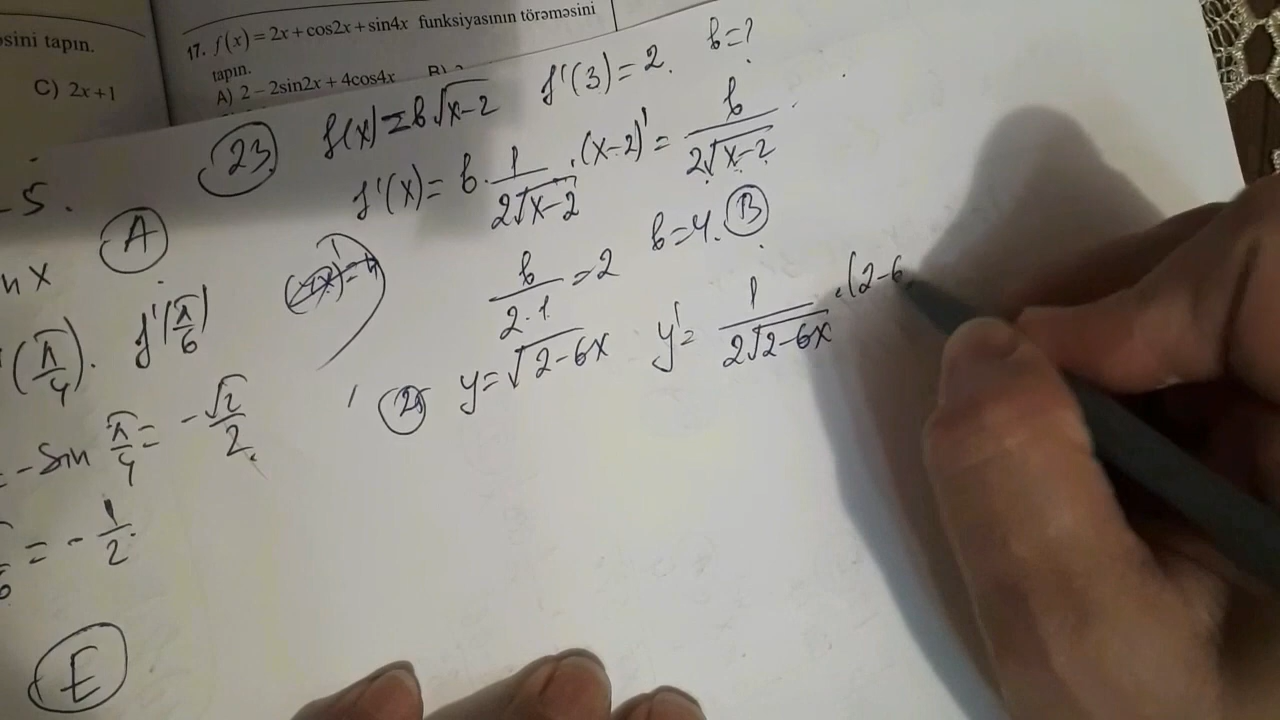 sini tapın.
C) 2x+1
17. f(x) = 2x + cos2x + sin4x funksiyasının törəməsini
tapın.
A) 2 − 2sin2x + 4cos4x B)
23 f(x) = b√(x−2) f'(3) = 2. b=?
f'(x) = b · 1/(2√(x−2)) · (x−2)' = b/(2√(x−2)).
b/(2·1) = 2 b=4. B
y = √(2−6x) y' = 1/(2√(2−6x)) · (2−6
−5.
A
n x
(π/4). f'(π/6)
= −sin π/4 = −√2/2.
= −1/2.
E